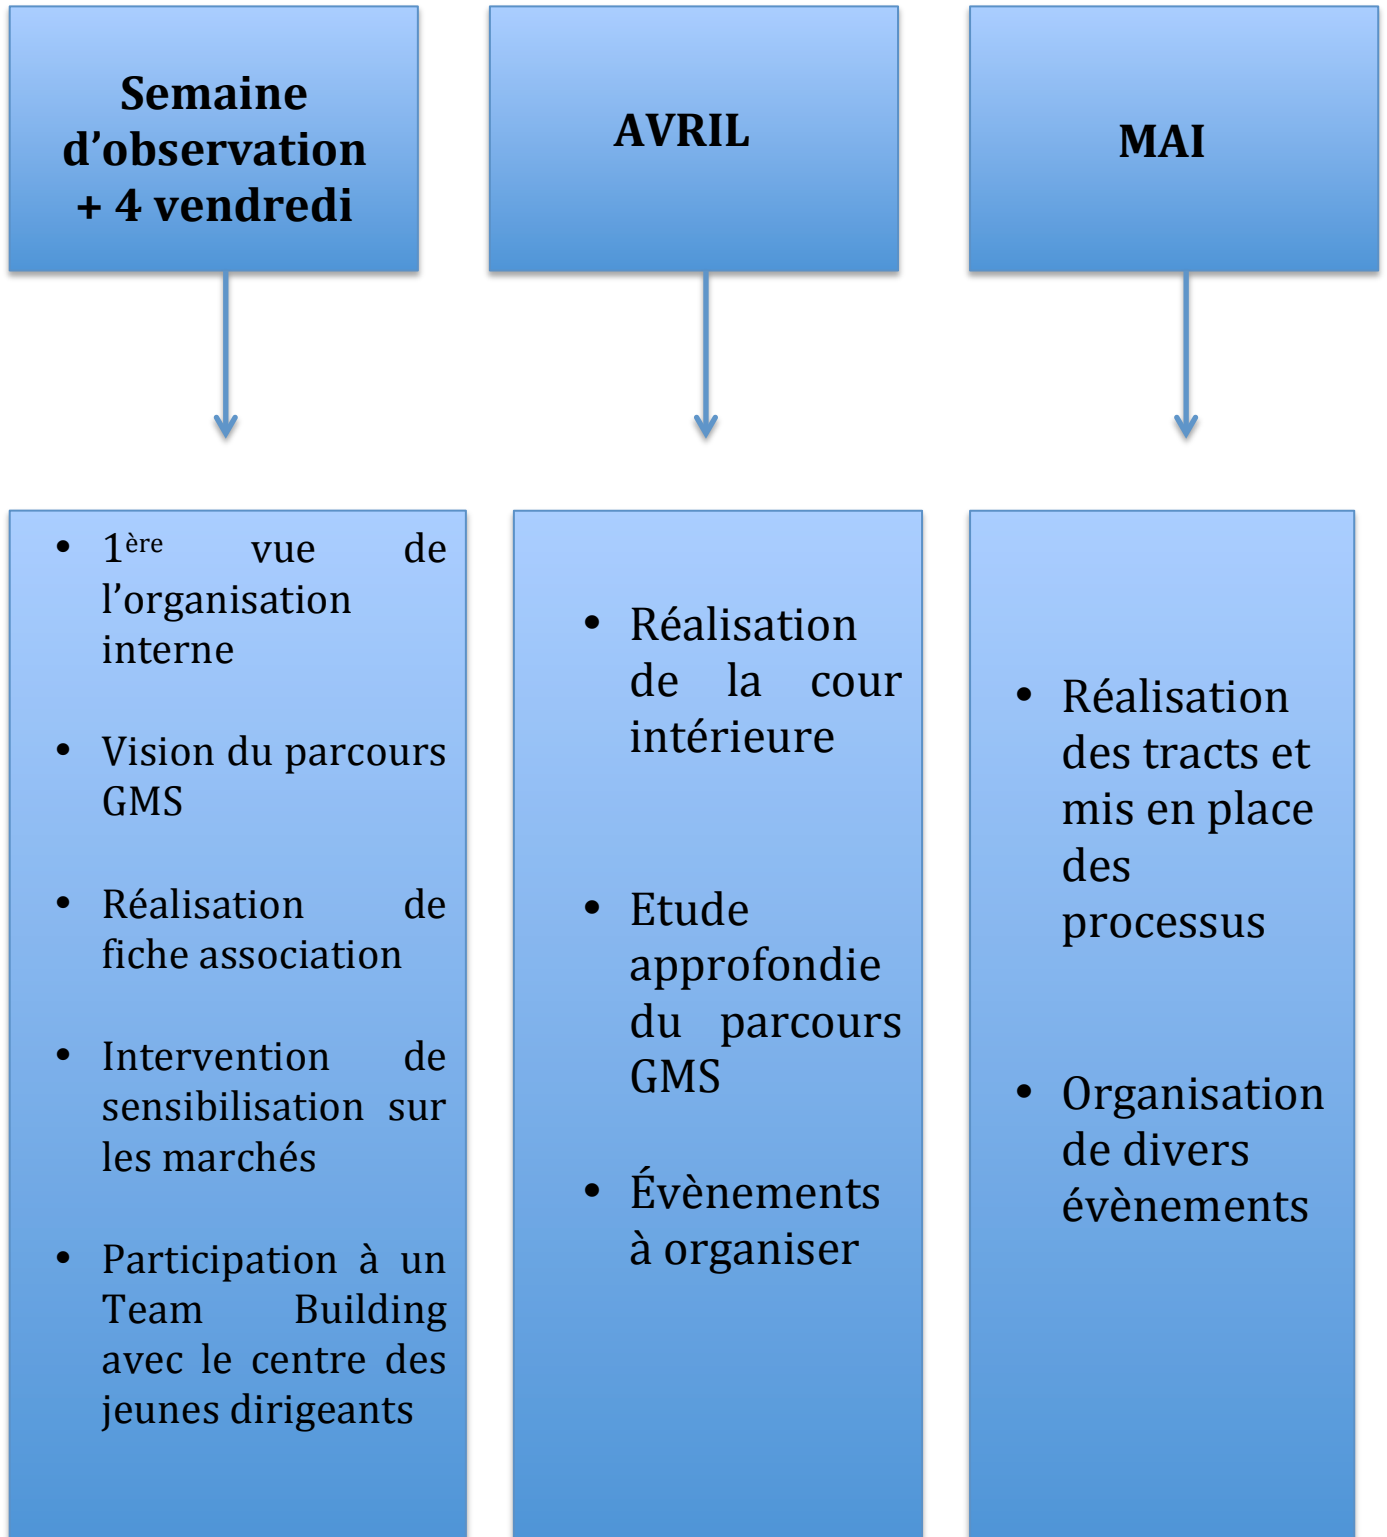 Semaine
d’observation
+ 4 vendredi
AVRIL
MAI
• 1ère vue de
l’organisation
interne
• Vision du parcours
GMS
• Réalisation de
fiche association
• Intervention de
sensibilisation sur
les marchés
• Participation à un
Team Building
avec le centre des
jeunes dirigeants
• Réalisation
de la cour
intérieure
• Etude
approfondie
du parcours
GMS
• Évènements
à organiser
• Réalisation
des tracts et
mis en place
des
processus
• Organisation
de divers
évènements